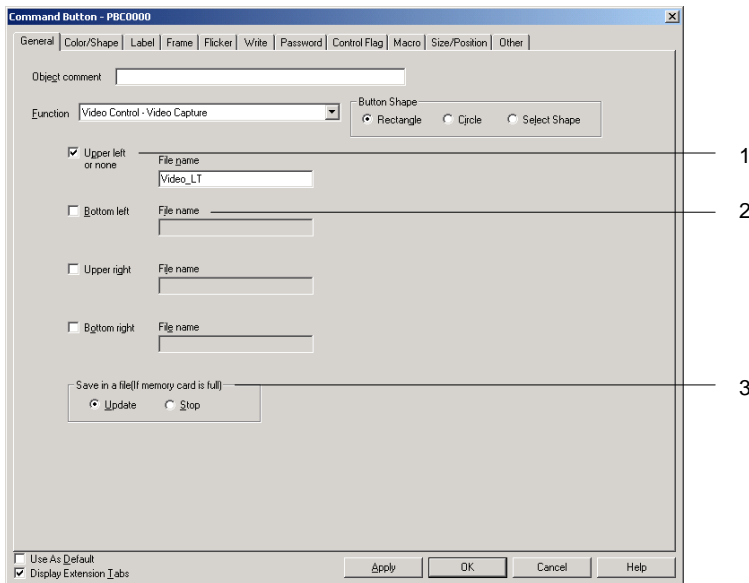 Command Button - PBC0000
General Color/Shape Label Frame Flicker Write Password Control Flag Macro Size/Position Other
Object comment
Function Video Control - Video Capture
Button Shape
Rectangle Circle Select Shape
Upper left or none
File name
1
Video_LT
Bottom left File name
2
Upper right File name
Bottom right File name
Save in a file(If memory card is full)
3
Update Stop
Use As Default
Display Extension Tabs
Apply OK Cancel Help